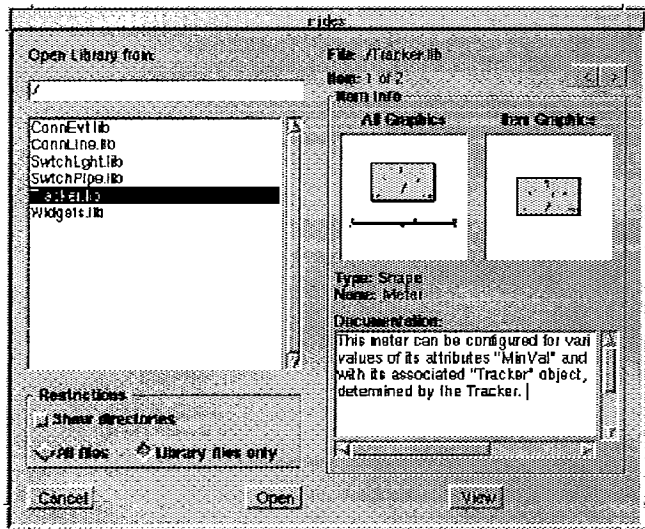 rides
Open Library from:
./
ConnEvt.lib
ConnLine.lib
SwtchLght.lib
SwtchPipe.lib
Tracker.lib
Widgets.lib
Restrictions
Show directories
All files
Library files only
Cancel
Open
File: ./Tracker.lib
Item: 1 of 2
< >
Item Info
All Graphics
Item Graphics
Type: Shape
Name: Meter
Documentation:
This meter can be configured for vari
values of its attributes "MinVal" and
with its associated "Tracker" object,
determined by the Tracker.
View